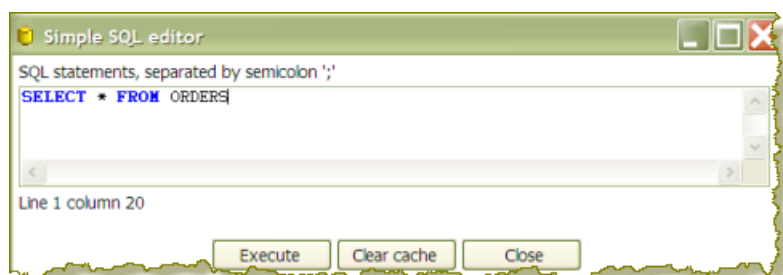 Simple SQL editor
SQL statements, separated by semicolon ';'
SELECT * FROM ORDERS
Line 1 column 20
Execute Clear cache Close